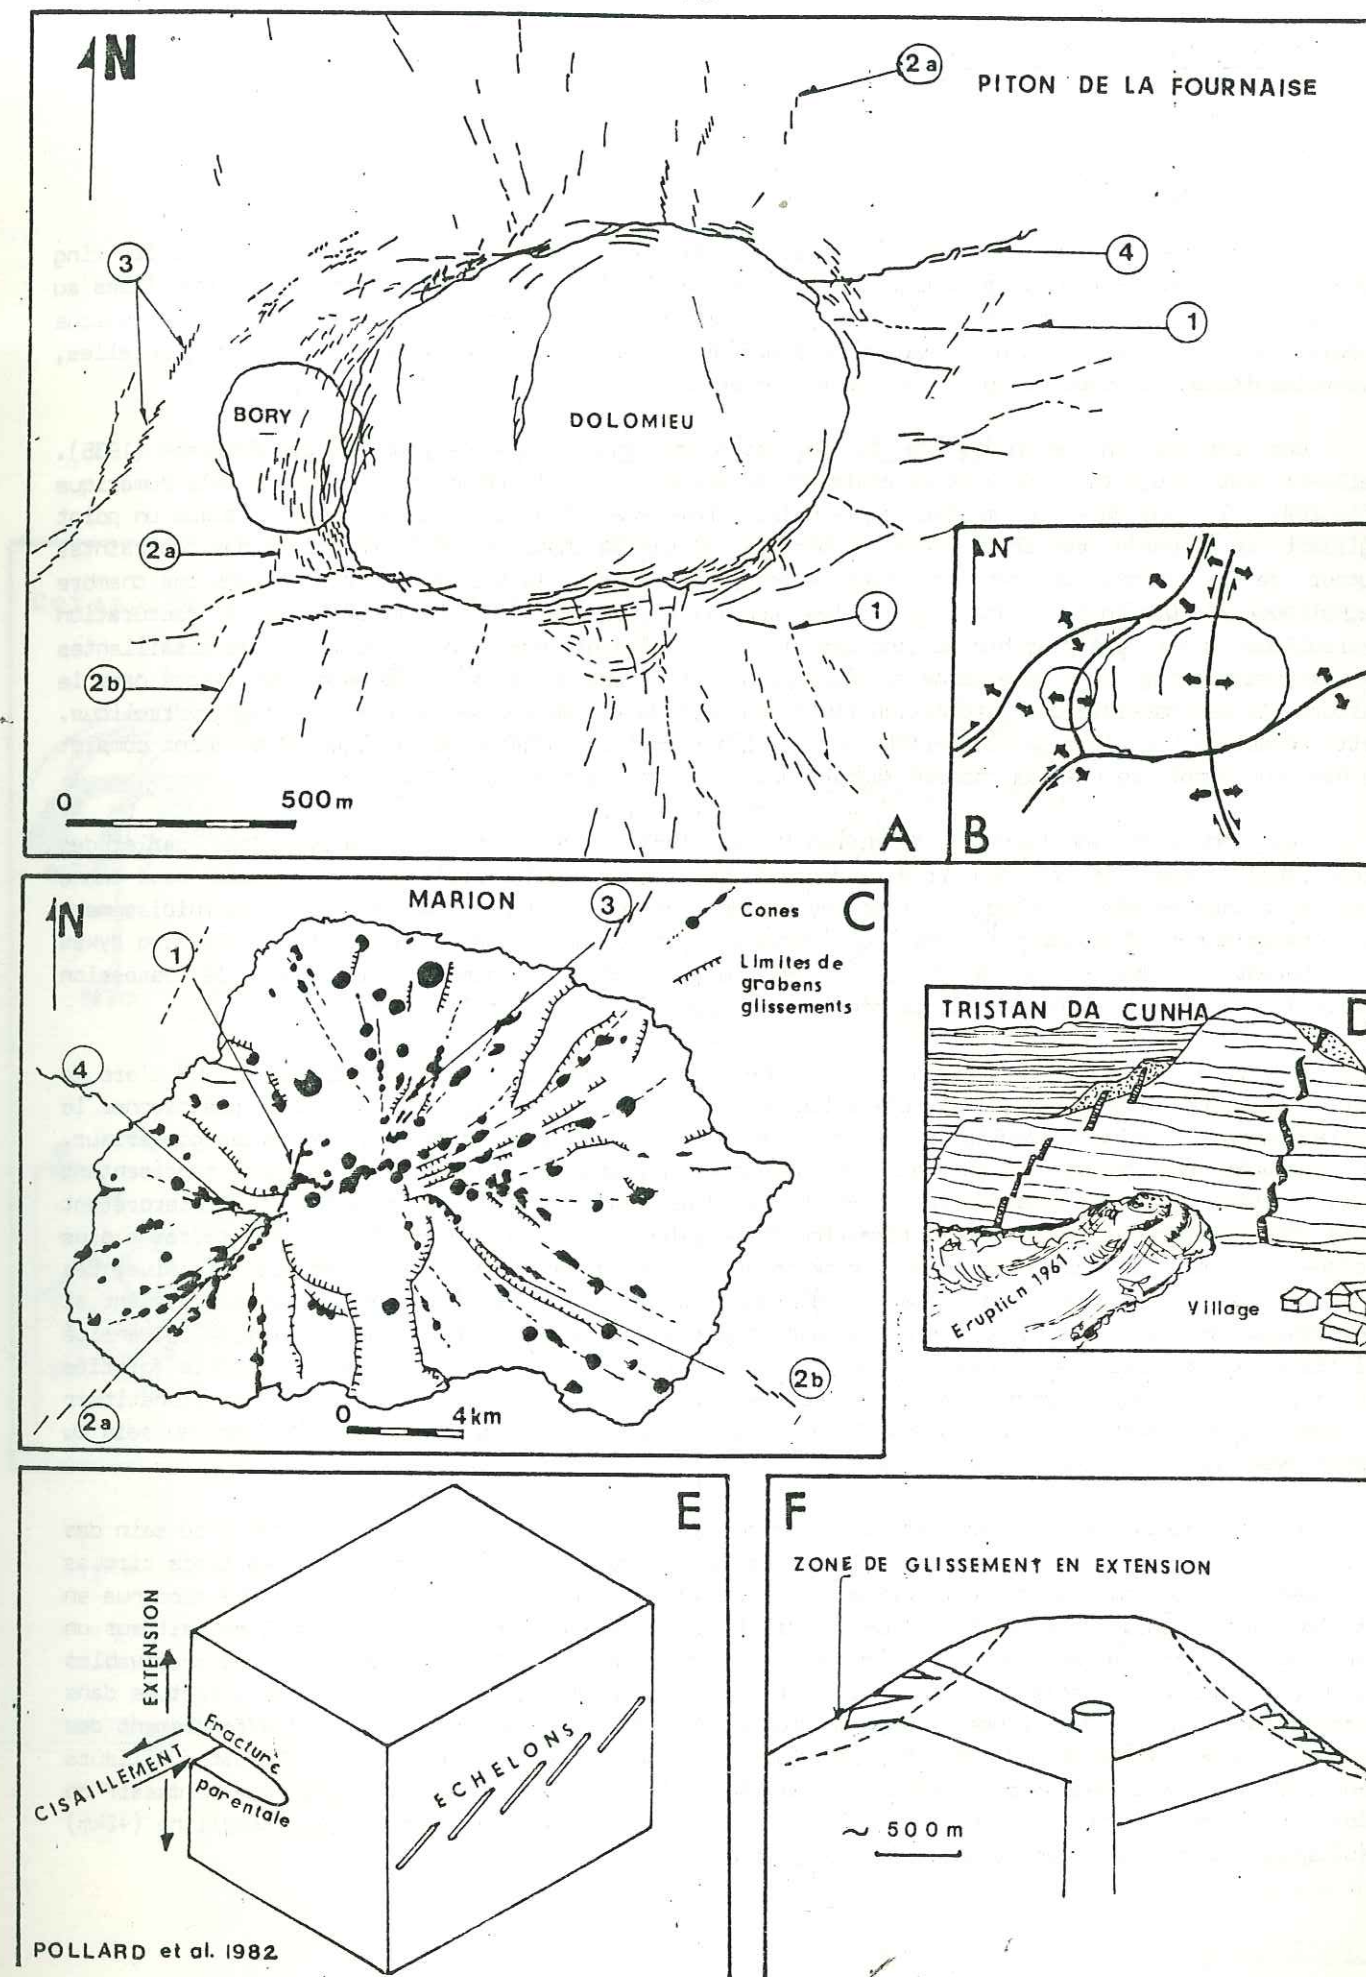 N
2a
PITON DE LA FOURNAISE
3
4
1
BORY
DOLOMIEU
2a
1
2b
0 500m
A
N
B
N
MARION
3
C
1
Cones
Limites de
grabens
glissements
4
2b
2a
0 4km
TRISTAN DA CUNHA
D
Eruption 1961
Village
E
EXTENSION
CISAILLEMENT
Fracture
parentale
ECHELONS
POLLARD et al. 1982
F
ZONE DE GLISSEMENT EN EXTENSION
~ 500m